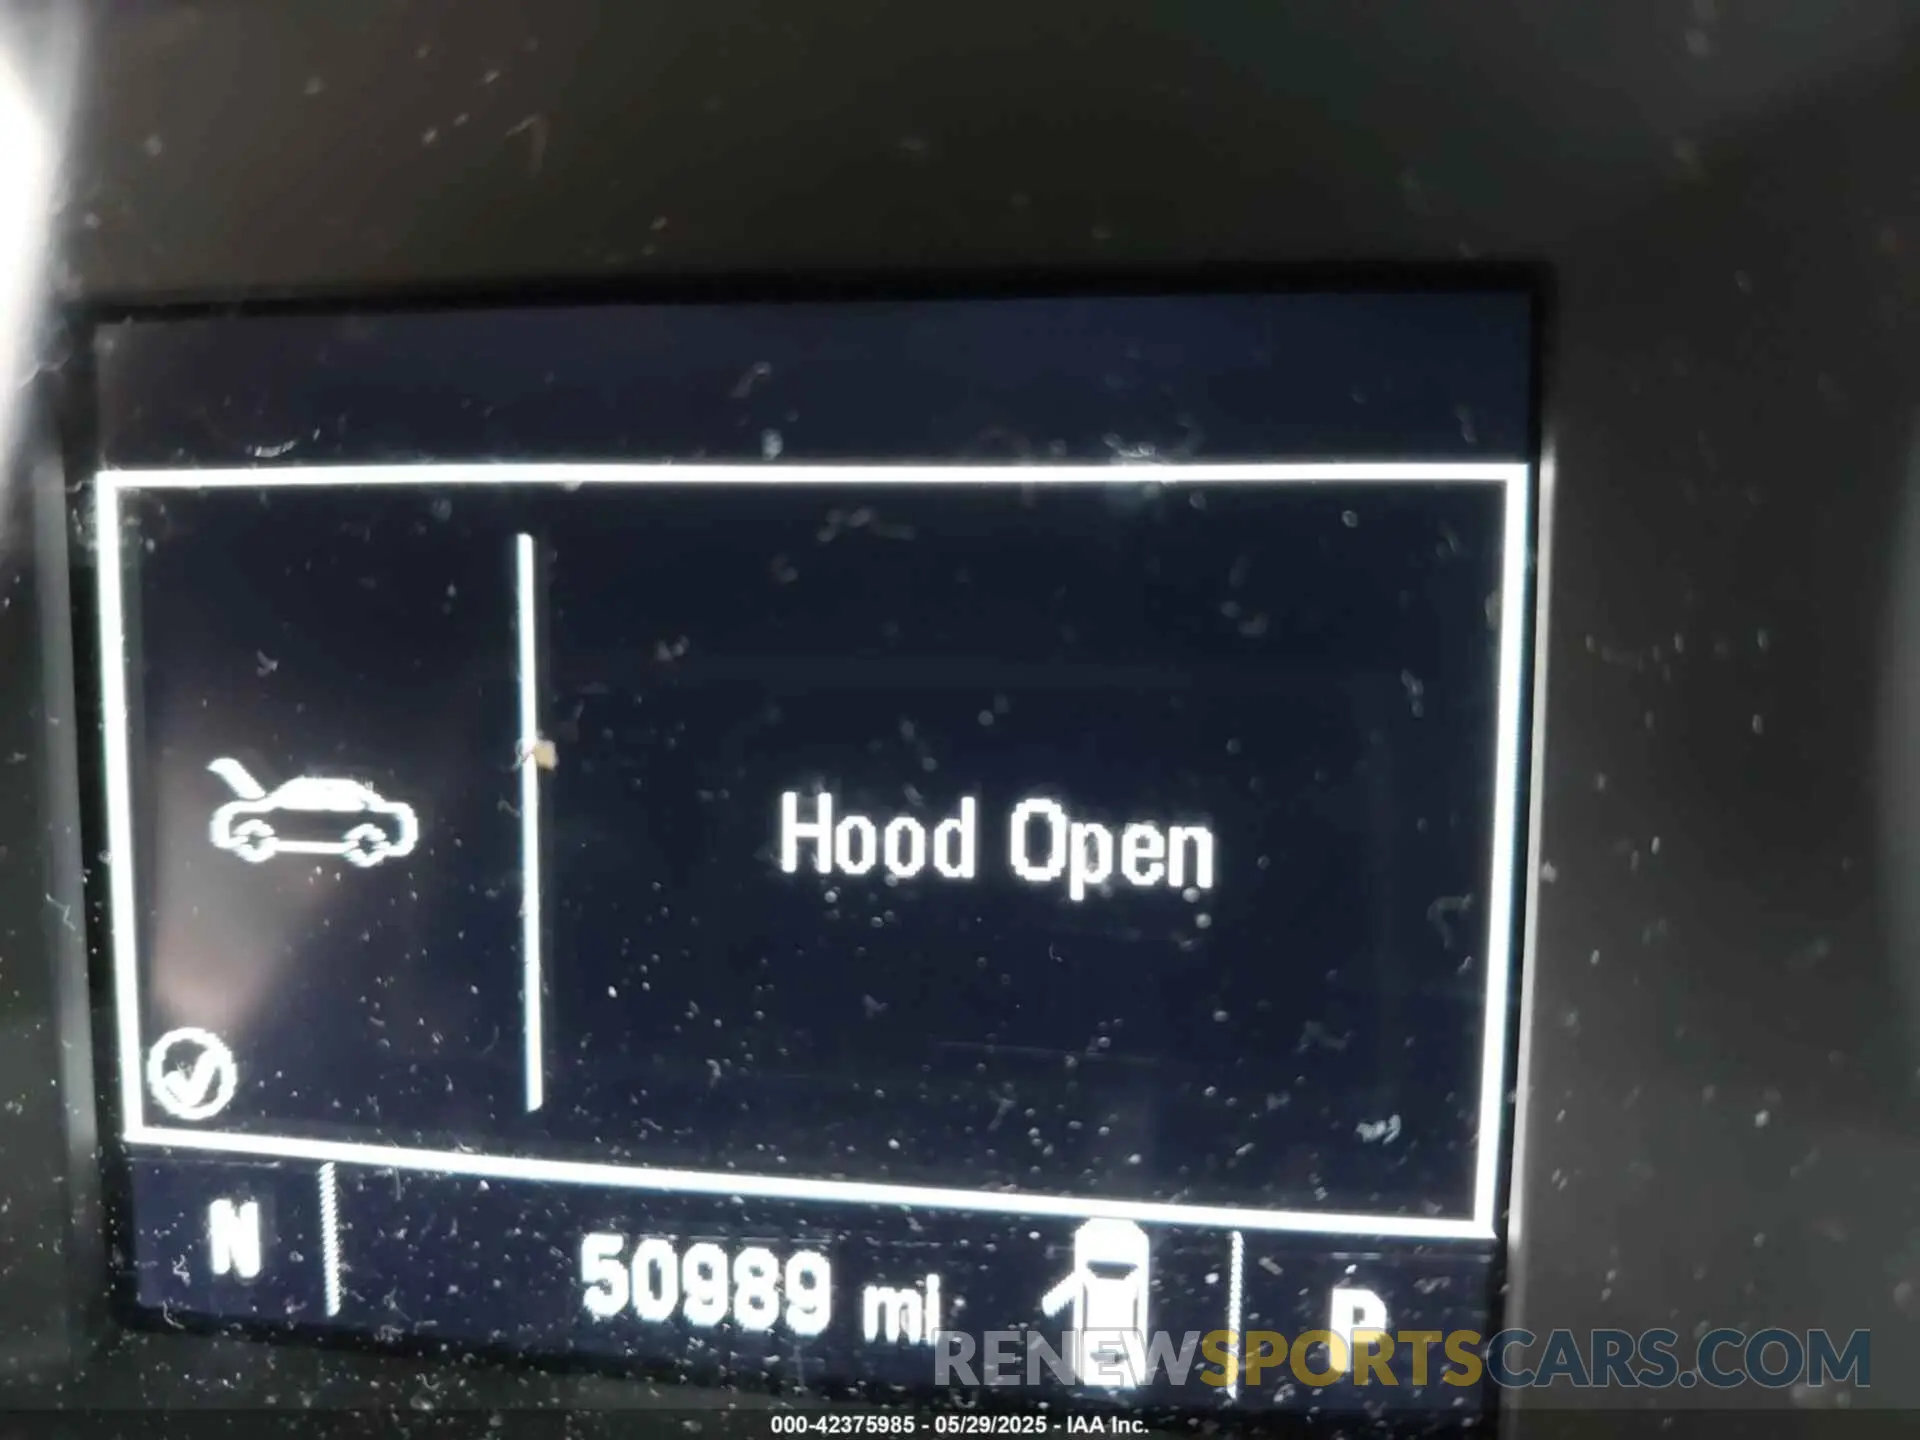 Hood Open
N
50989 mi
P
RENEWSPORTSCARS.COM
000-42375985 - 05/29/2025 - IAA Inc.